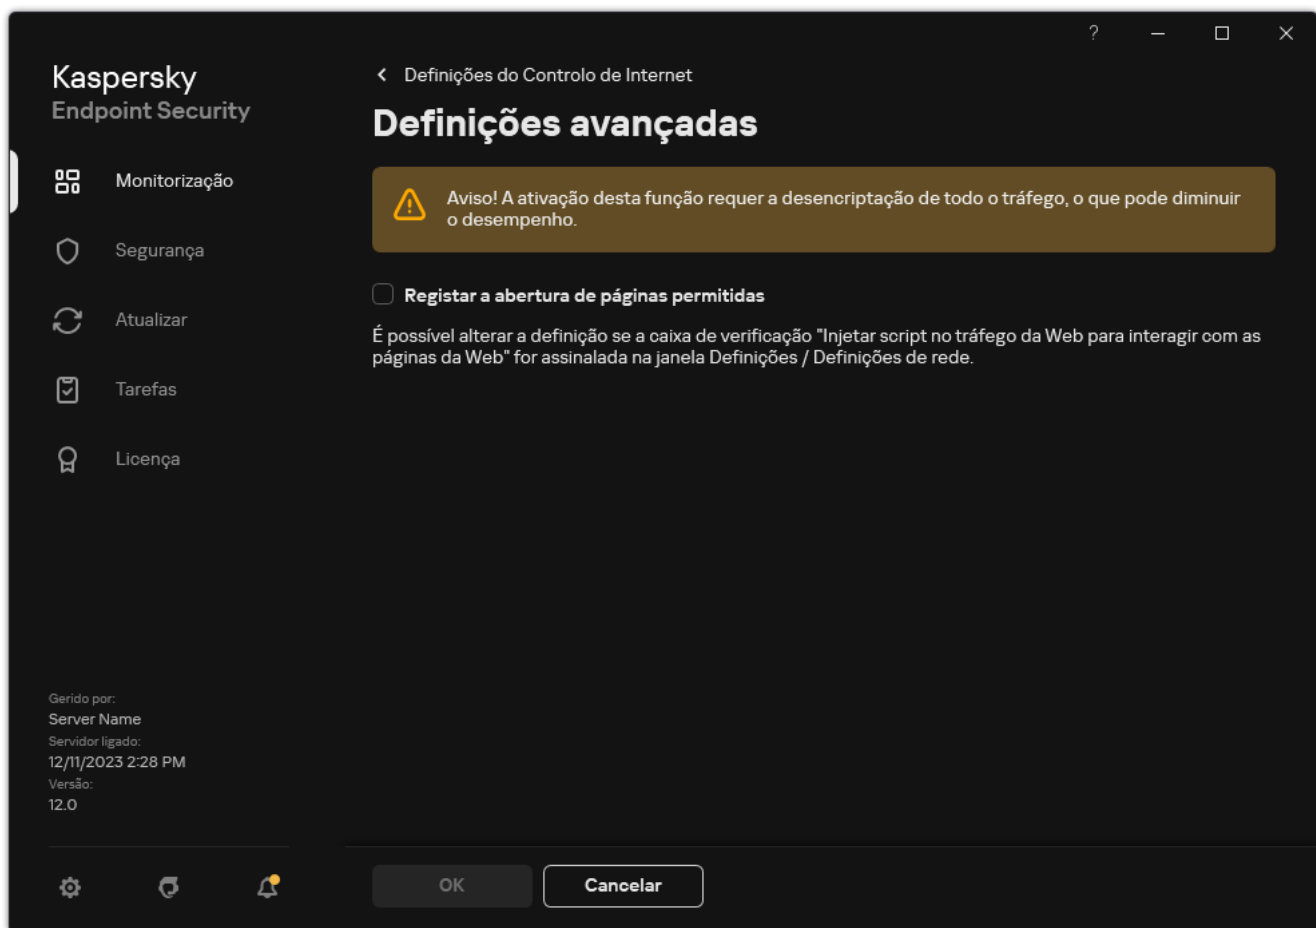 ?
Kaspersky
Endpoint Security
Monitorização
Segurança
Atualizar
Tarefas
Licença
Gerido por:
Server Name
Servidor ligado:
12/11/2023 2:28 PM
Versão:
12.0
Definições do Controlo de Internet
Definições avançadas
Aviso! A ativação desta função requer a desencriptação de todo o tráfego, o que pode diminuir
o desempenho.
Registar a abertura de páginas permitidas
É possível alterar a definição se a caixa de verificação "Injetar script no tráfego da Web para interagir com as
páginas da Web" for assinalada na janela Definições / Definições de rede.
OK
Cancelar